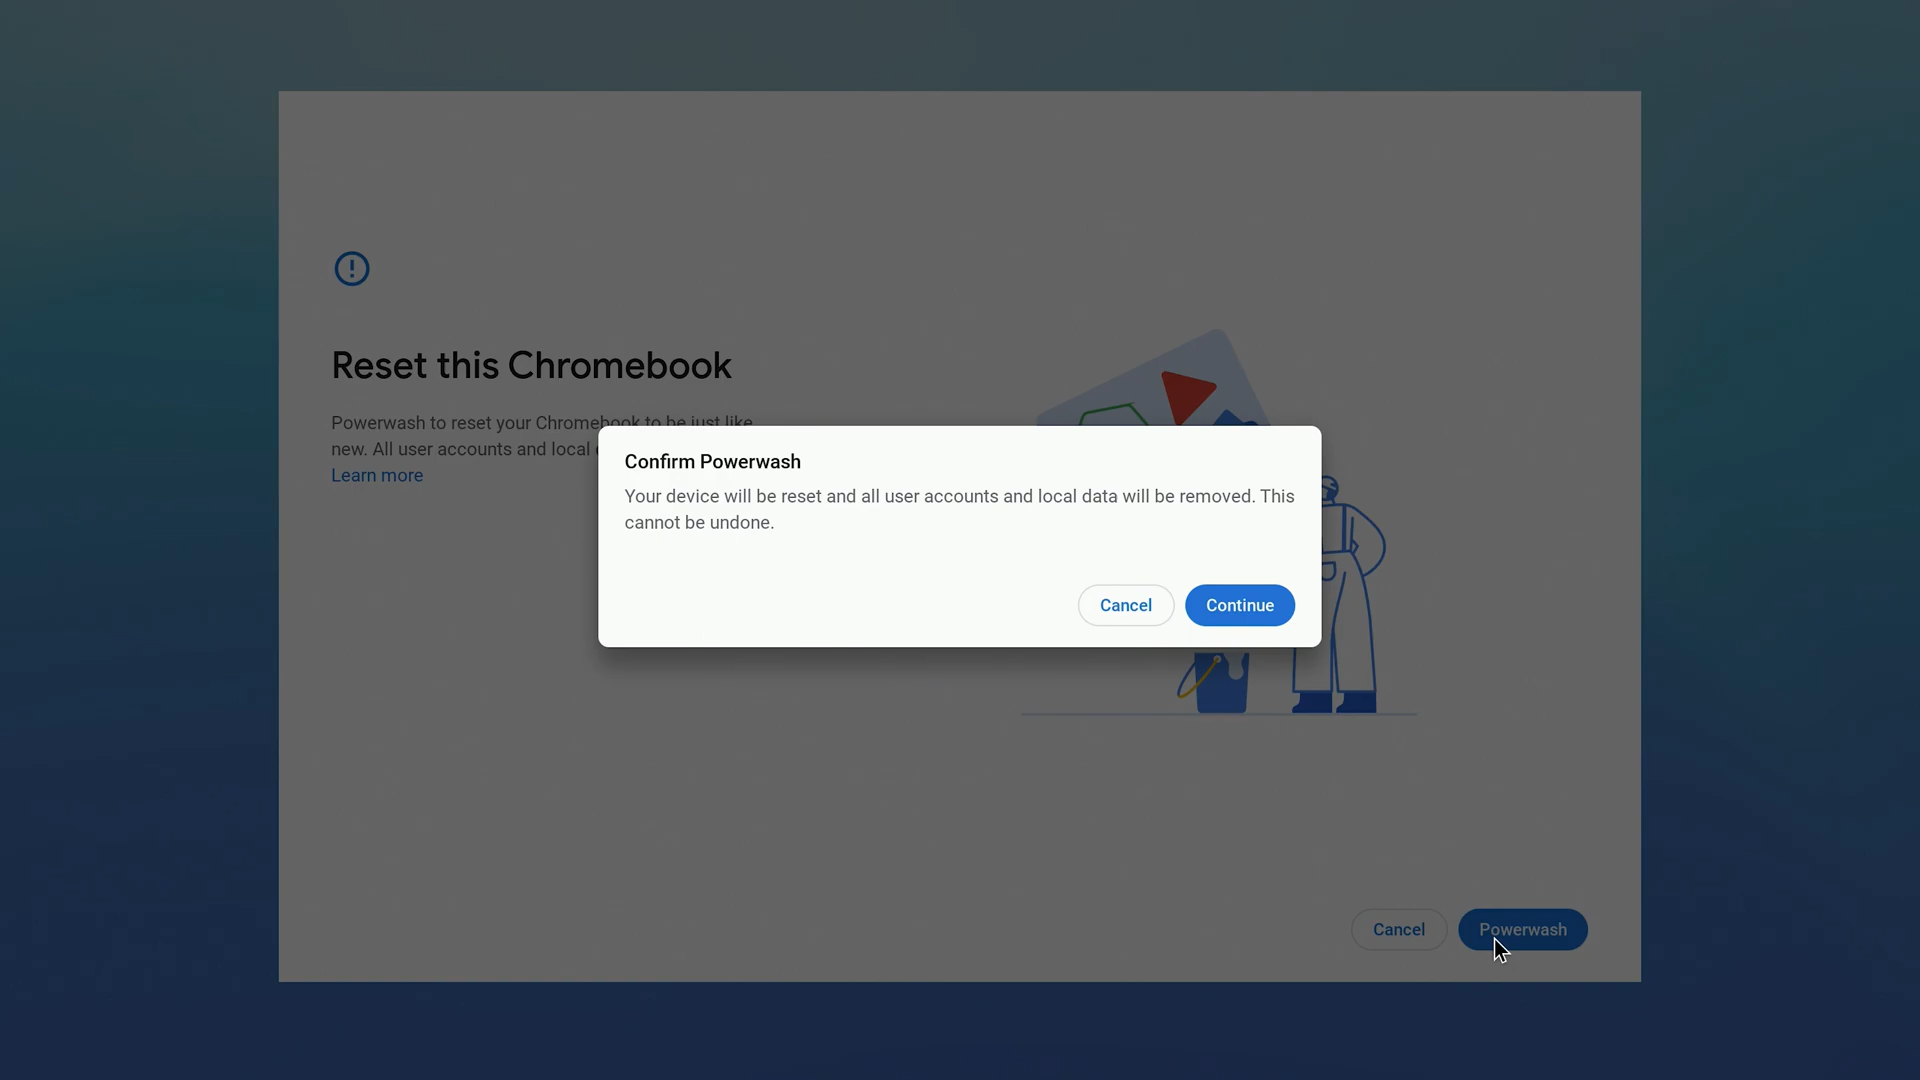 Reset this Chromebook
Powerwash to reset your Chromebook to be just like
new. All user accounts and local
Learn more
Confirm Powerwash
Your device will be reset and all user accounts and local data will be removed. This
cannot be undone.
Cancel
Continue
Cancel
Powerwash